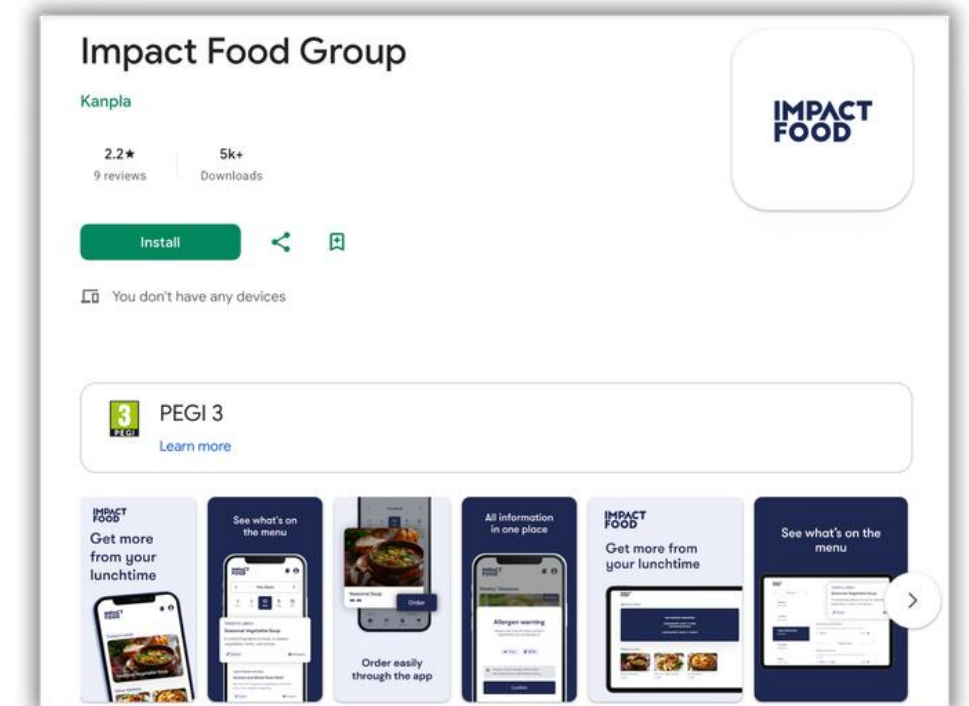 Impact Food Group
Kanpla
IMPACT
FOOD
2.2★
5k+
9 reviews
Downloads
Install
You don't have any devices
3
PEGI
PEGI 3
Learn more
IMPACT
FOOD
Get more
from your
lunchtime
See what's on
the menu
Seasonal Vegetable Soup
Seasonal Soup
Order
Order easily
through the app
All information
in one place
Allergen warning
Confirm
IMPACT
FOOD
Get more from
your lunchtime
See what's on the
menu